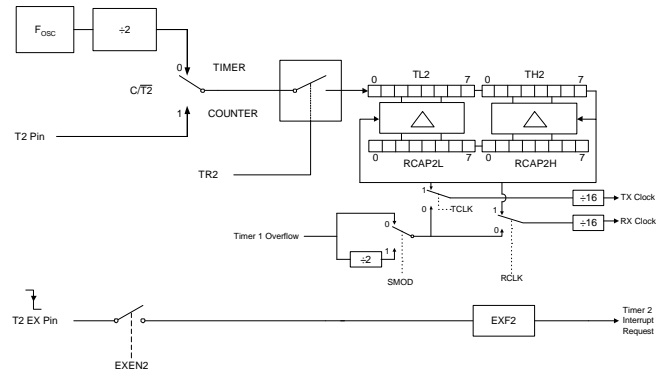 FOSC
÷2
0
TIMER
C/T2
1
COUNTER
T2 Pin
TR2
0
TL2
7
0
TH2
7
0
RCAP2L
7
0
RCAP2H
7
1
0
TCLK
÷16
TX Clock
1
0
÷16
RX Clock
RCLK
Timer 1 Overflow
0
1
÷2
SMOD
T2 EX Pin
EXEN2
EXF2
Timer 2
Interrupt
Request